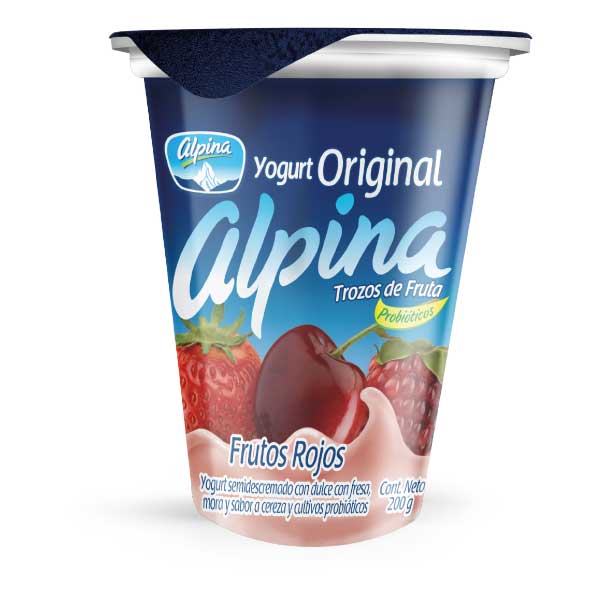 alpina
Yogurt Original
alpina
Trozos de Fruta
Probióticos
Frutos Rojos
Yogurt semidescremado con dulce con fresa,
mora y sabor a cereza y cultivos probióticos
Cont. Neto
200 g